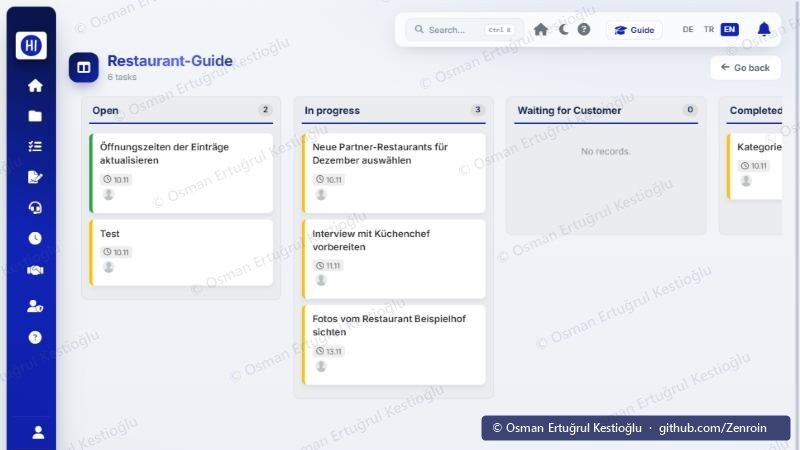 HI
Search...
Ctrl K
Guide
DE TR EN
Restaurant-Guide
6 tasks
Go back
Open 2
Öffnungszeiten der Einträge
aktualisieren
10.11
Test
10.11
In progress 3
Neue Partner-Restaurants für
Dezember auswählen
10.11
Interview mit Küchenchef
vorbereiten
11.11
Fotos vom Restaurant Beispielhof
sichten
13.11
Waiting for Customer 0
No records.
Completed
Kategorie
10.11
© Osman Ertuğrul Kestioğlu
© Osman Ertuğrul Kestioğlu · github.com/Zenroin